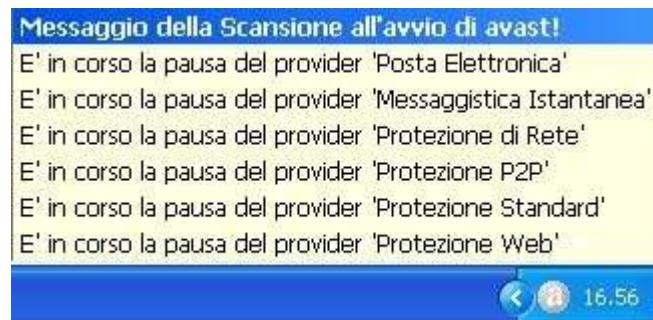 Messaggio della Scansione all'avvio di avast!
E' in corso la pausa del provider 'Posta Elettronica'
E' in corso la pausa del provider 'Messaggistica Istantanea'
E' in corso la pausa del provider 'Protezione di Rete'
E' in corso la pausa del provider 'Protezione P2P'
E' in corso la pausa del provider 'Protezione Standard'
E' in corso la pausa del provider 'Protezione Web'
a 16.56